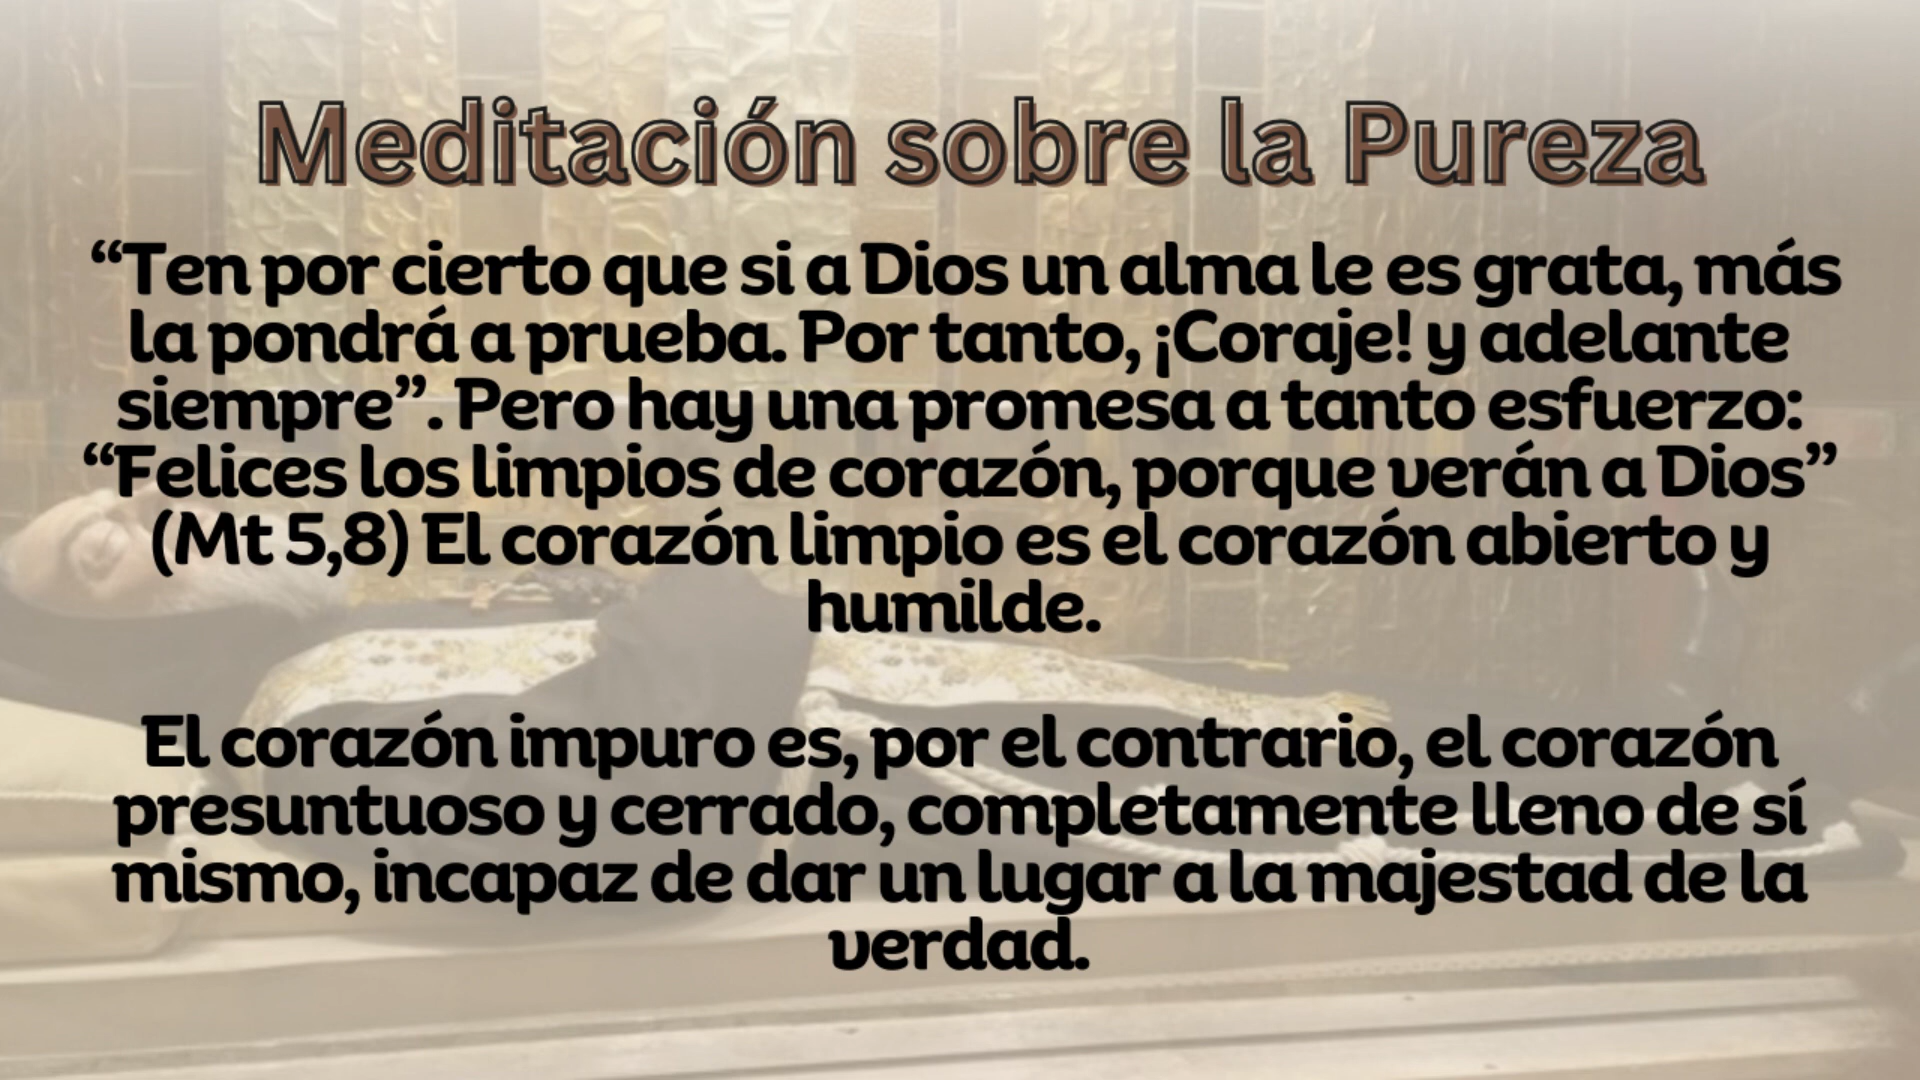 Meditación sobre la Pureza
“Ten por cierto que si a Dios un alma le es grata, más
la pondrá a prueba. Por tanto, ¡Coraje! y adelante
siempre”. Pero hay una promesa a tanto esfuerzo:
“Felices los limpios de corazón, porque verán a Dios”
(Mt 5,8) El corazón limpio es el corazón abierto y
humilde.
El corazón impuro es, por el contrario, el corazón
presuntuoso y cerrado, completamente lleno de sí
mismo, incapaz de dar un lugar a la majestad de la
verdad.